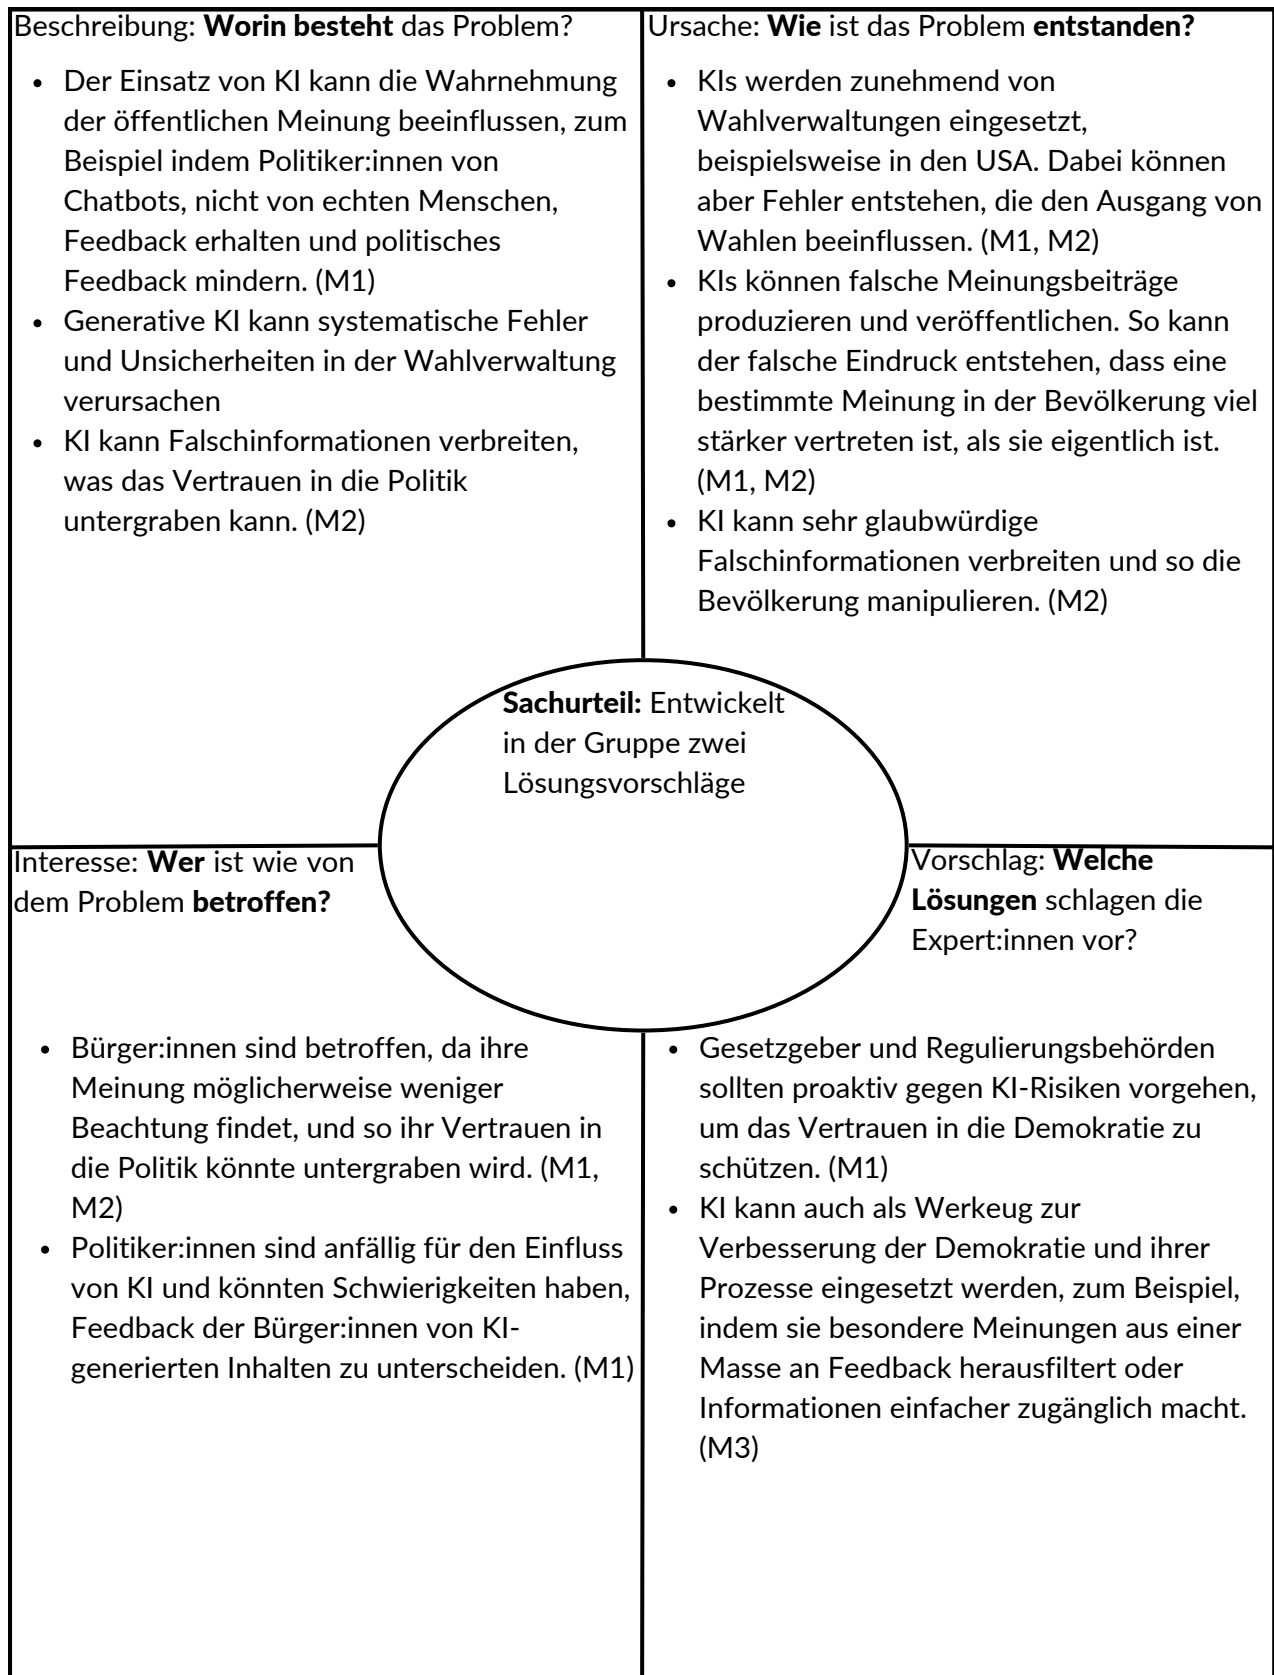 Beschreibung: Worin besteht das Problem?
• Der Einsatz von KI kann die Wahrnehmung
der öffentlichen Meinung beeinflussen, zum
Beispiel indem Politiker:innen von
Chatbots, nicht von echten Menschen,
Feedback erhalten und politisches
Feedback mindern. (M1)
• Generative KI kann systematische Fehler
und Unsicherheiten in der Wahlverwaltung
verursachen
• KI kann Falschinformationen verbreiten,
was das Vertrauen in die Politik
untergraben kann. (M2)
Ursache: Wie ist das Problem entstanden?
• KIs werden zunehmend von
Wahlverwaltungen eingesetzt,
beispielsweise in den USA. Dabei können
aber Fehler entstehen, die den Ausgang von
Wahlen beeinflussen. (M1, M2)
• KIs können falsche Meinungsbeiträge
produzieren und veröffentlichen. So kann
der falsche Eindruck entstehen, dass eine
bestimmte Meinung in der Bevölkerung viel
stärker vertreten ist, als sie eigentlich ist.
(M1, M2)
• KI kann sehr glaubwürdige
Falschinformationen verbreiten und so die
Bevölkerung manipulieren. (M2)
Sachurteil: Entwickelt
in der Gruppe zwei
Lösungsvorschläge
Interesse: Wer ist wie von
dem Problem betroffen?
• Bürger:innen sind betroffen, da ihre
Meinung möglicherweise weniger
Beachtung findet, und so ihr Vertrauen in
die Politik könnte untergraben wird. (M1,
M2)
• Politiker:innen sind anfällig für den Einfluss
von KI und könnten Schwierigkeiten haben,
Feedback der Bürger:innen von KI-
generierten Inhalten zu unterscheiden. (M1)
Vorschlag: Welche
Lösungen schlagen die
Expert:innen vor?
• Gesetzgeber und Regulierungsbehörden
sollten proaktiv gegen KI-Risiken vorgehen,
um das Vertrauen in die Demokratie zu
schützen. (M1)
• KI kann auch als Werkeug zur
Verbesserung der Demokratie und ihrer
Prozesse eingesetzt werden, zum Beispiel,
indem sie besondere Meinungen aus einer
Masse an Feedback herausfiltert oder
Informationen einfacher zugänglich macht.
(M3)